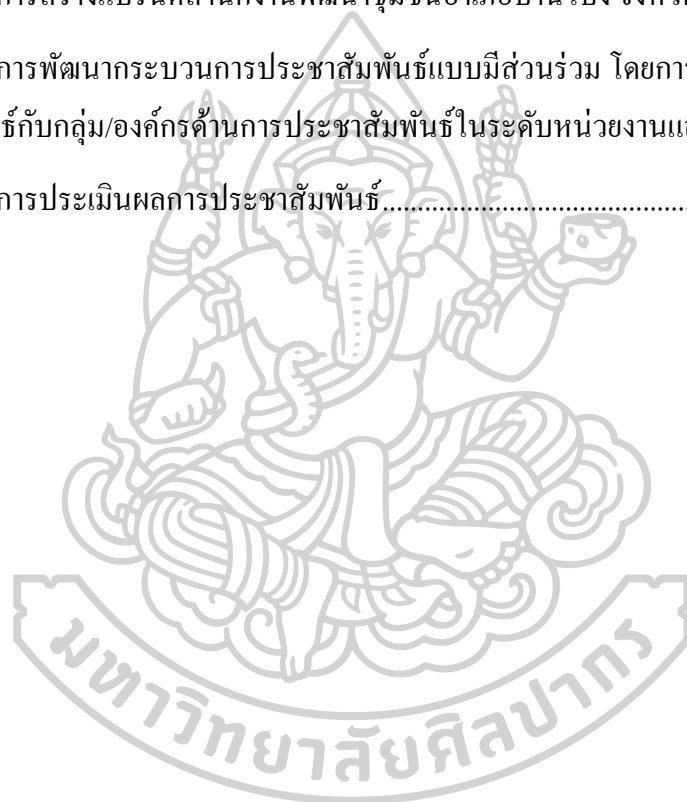 การพัฒนากระบวนการประชาสัมพันธ์แบบมีส่วนร่วม โดยการ
ธ์กับกลุ่ม/องค์กรด้านการประชาสัมพันธ์ในระดับหน่วยงานแล
การประเมินผลการประชาสัมพันธ์..........................................
มหาวิทยาลัยศิลปากร